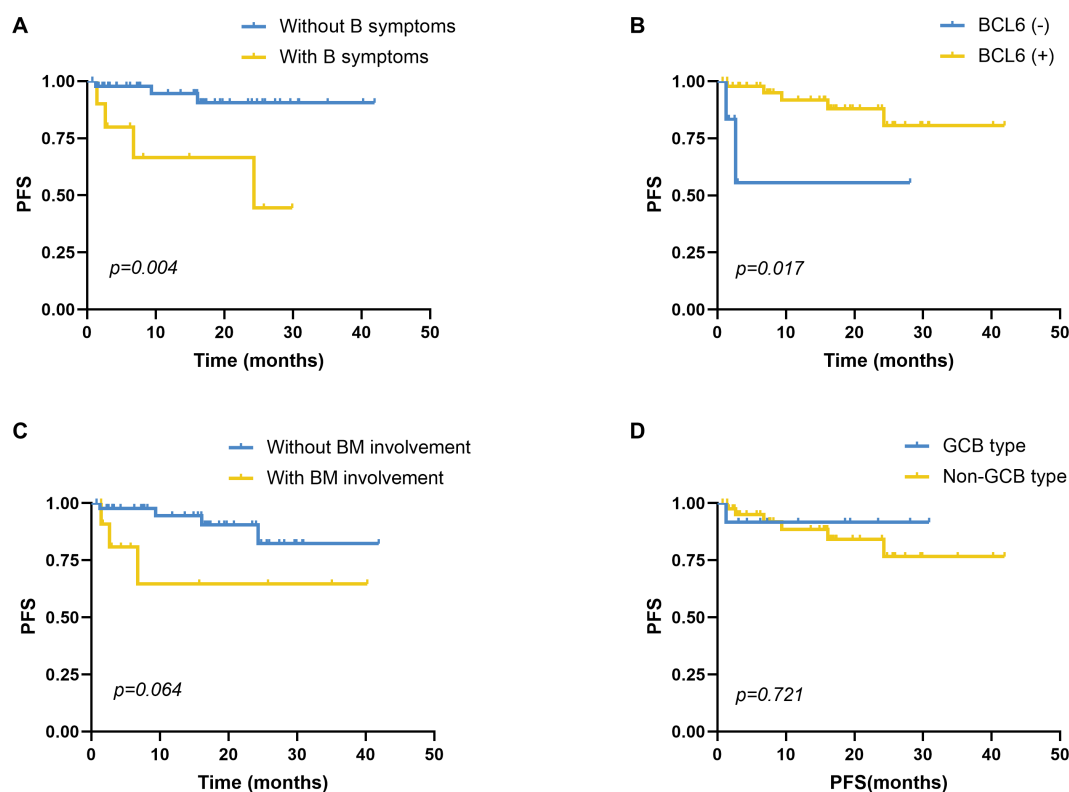 A
Without B symptoms
With B symptoms
1.00
0.75
0.50
0.25
0.00
PFS
p=0.004
0 10 20 30 40 50
Time (months)
B
BCL6 (-)
BCL6 (+)
1.00
0.75
0.50
0.25
0.00
PFS
p=0.017
0 10 20 30 40 50
Time (months)
C
Without BM involvement
With BM involvement
1.00
0.75
0.50
0.25
0.00
PFS
p=0.064
0 10 20 30 40 50
Time (months)
D
GCB type
Non-GCB type
1.00
0.75
0.50
0.25
0.00
PFS
p=0.721
0 10 20 30 40 50
PFS(months)